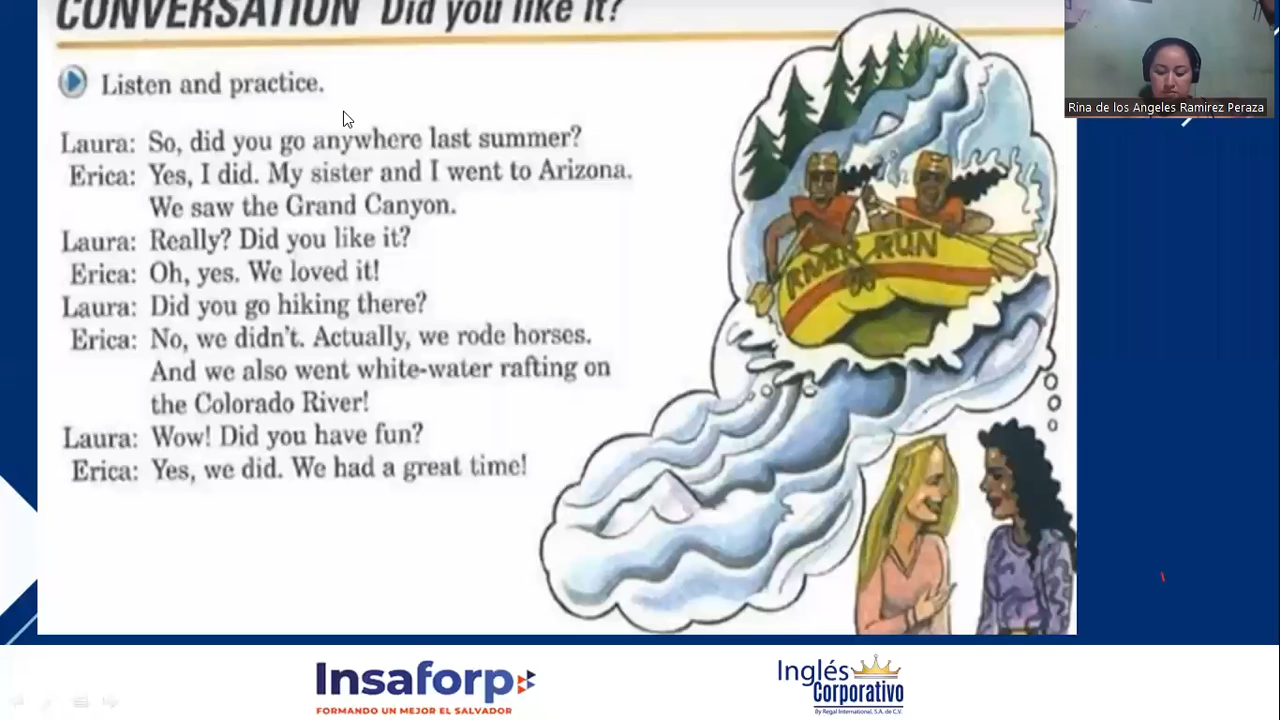 CONVERSATION Did you like it?
Listen and practice.
Laura: So, did you go anywhere last summer?
Erica: Yes, I did. My sister and I went to Arizona.
We saw the Grand Canyon.
Laura: Really? Did you like it?
Erica: Oh, yes. We loved it!
Laura: Did you go hiking there?
Erica: No, we didn't. Actually, we rode horses.
And we also went white-water rafting on
the Colorado River!
Laura: Wow! Did you have fun?
Erica: Yes, we did. We had a great time!
RIVER RUN
Rina de los Angeles Ramirez Peraza
Insaforp
FORMANDO UN MEJOR EL SALVADOR
Inglés
Corporativo
By Regal International, S.A. de C.V.